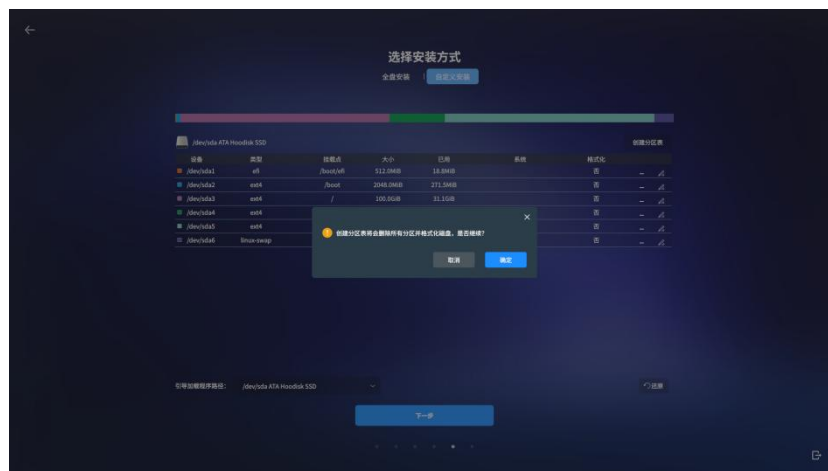 选择安装方式
全盘安装 | 自定义安装
/dev/sda ATA Hoodisk SSD 创建分区表
设备 类型 挂载点 大小 已用 系统 格式化
/dev/sda1 efi /boot/efi 512.0MiB 18.8MiB 否
/dev/sda2 ext4 /boot 2048.0MiB 271.5MiB 否
/dev/sda3 ext4 / 100.0GiB 31.1GiB 否
/dev/sda4 ext4 否
/dev/sda5 ext4 否
/dev/sda6 linux-swap 否
创建分区表将会删除所有分区并格式化磁盘，是否继续？
取消 确定
引导加载程序路径： /dev/sda ATA Hoodisk SSD 还原
下一步